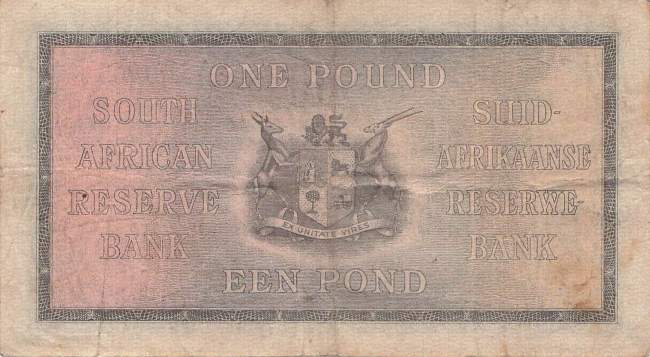 ONE POUND
SOUTH
AFRICAN
RESERVE
BANK
SUID-
AFRIKAANSE
RESERWE-
BANK
EX UNITATE VIRES
EEN POND